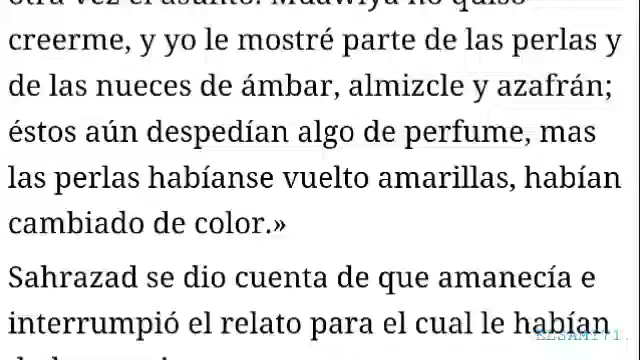 creerme, y yo le mostré parte de las perlas y
de las nueces de ámbar, almizcle y azafrán;
éstos aún despedían algo de perfume, mas
las perlas habíanse vuelto amarillas, habían
cambiado de color.»
Sahrazad se dio cuenta de que amanecía e
interrumpió el relato para el cual le habían